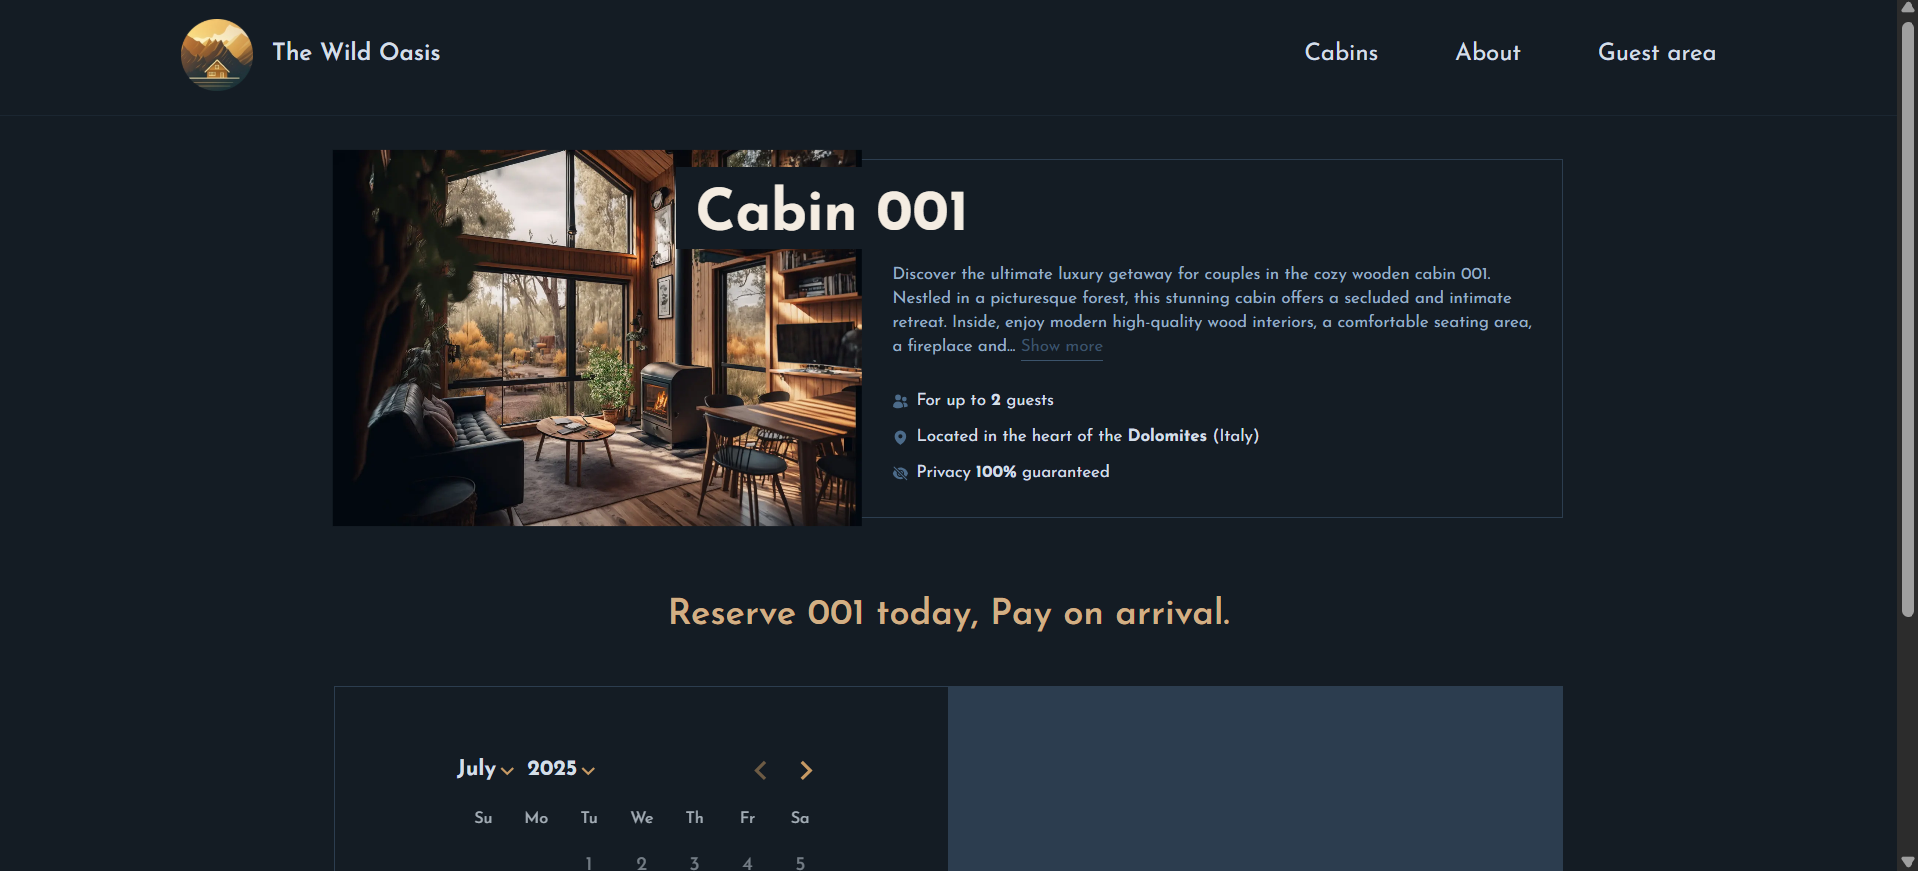 The Wild Oasis
Cabins
About
Guest area
Cabin 001
Discover the ultimate luxury getaway for couples in the cozy wooden cabin 001.
Nestled in a picturesque forest, this stunning cabin offers a secluded and intimate
retreat. Inside, enjoy modern high-quality wood interiors, a comfortable seating area,
a fireplace and... Show more
For up to 2 guests
Located in the heart of the Dolomites (Italy)
Privacy 100% guaranteed
Reserve 001 today, Pay on arrival.
July 2025
Su Mo Tu We Th Fr Sa
1 2 3 4 5